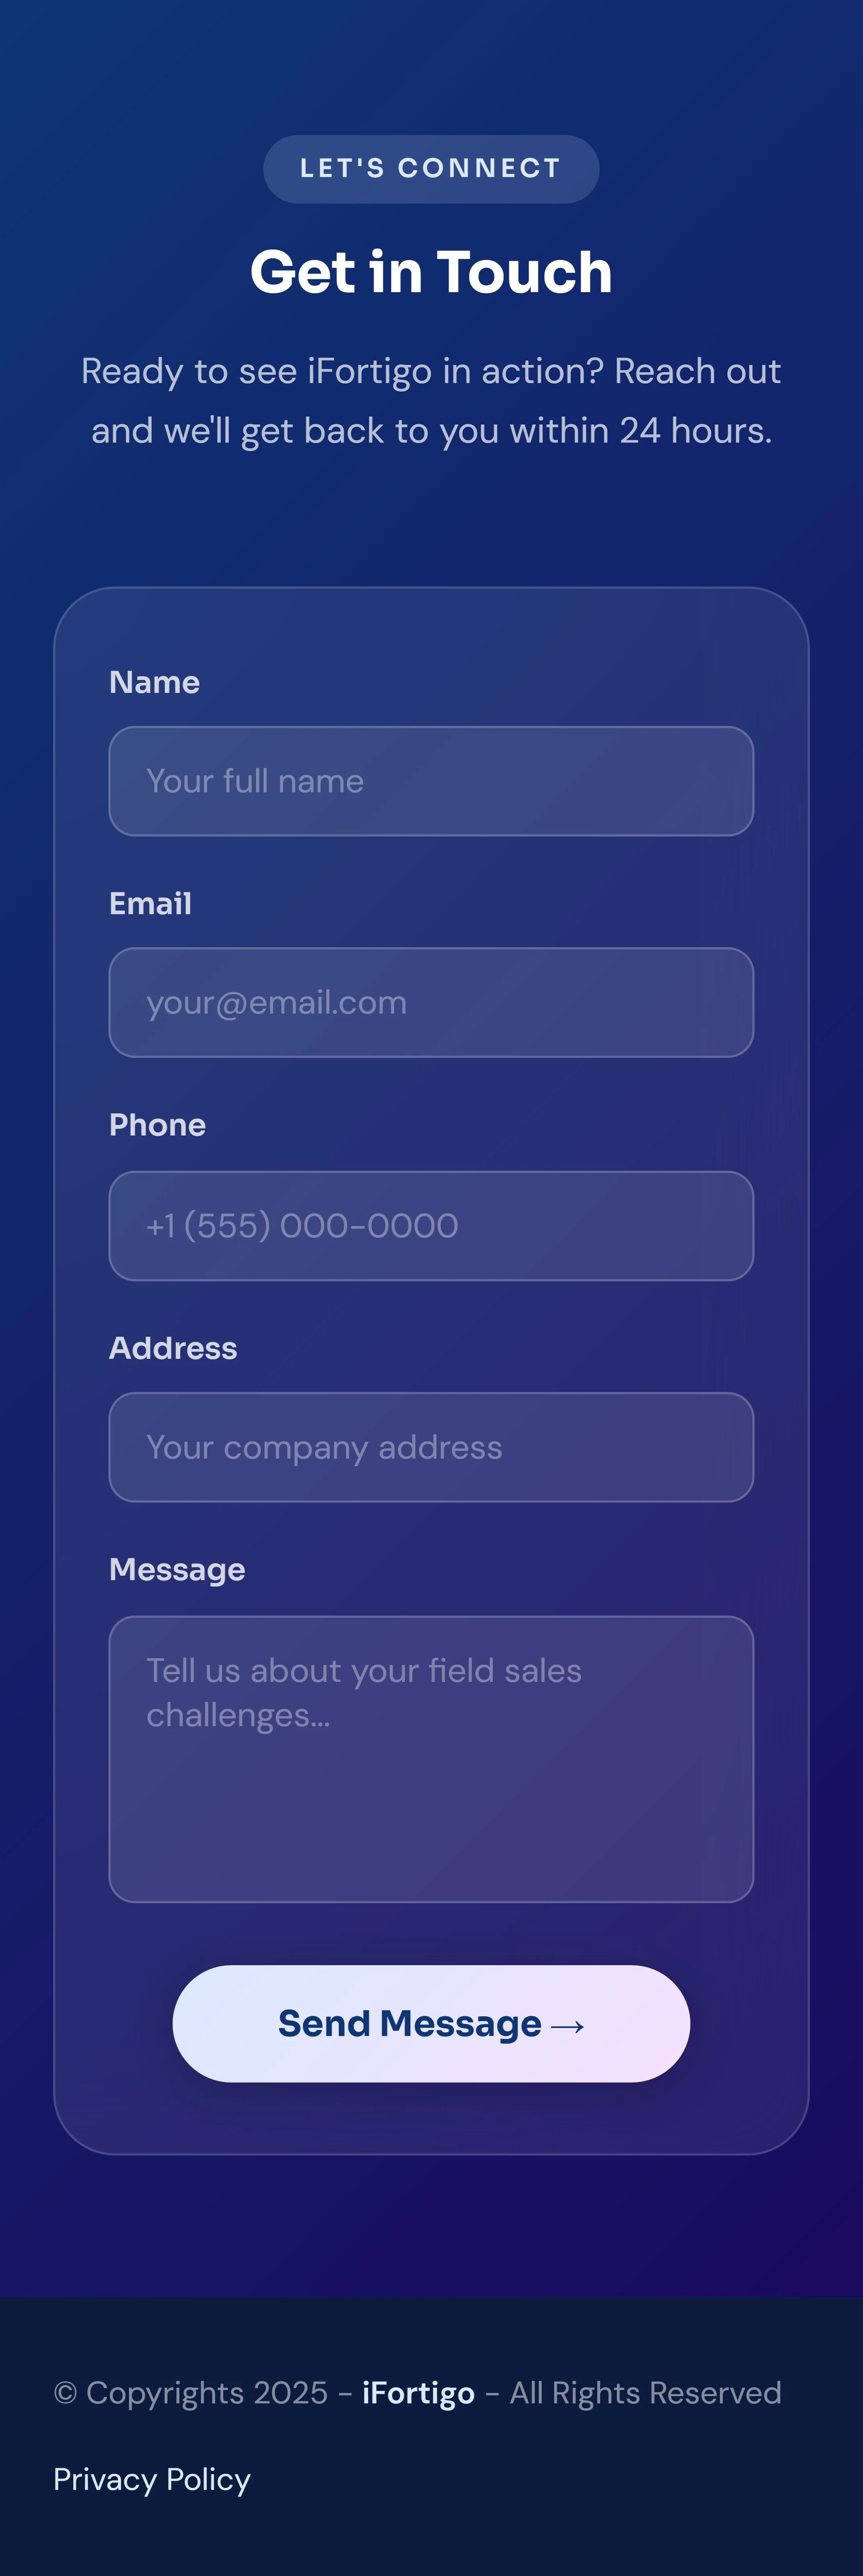 LET'S CONNECT
Get in Touch
Ready to see iFortigo in action? Reach out
and we'll get back to you within 24 hours.
Name
Your full name
Email
your@email.com
Phone
+1 (555) 000-0000
Address
Your company address
Message
Tell us about your field sales
challenges...
Send Message →
© Copyrights 2025 - iFortigo - All Rights Reserved
Privacy Policy